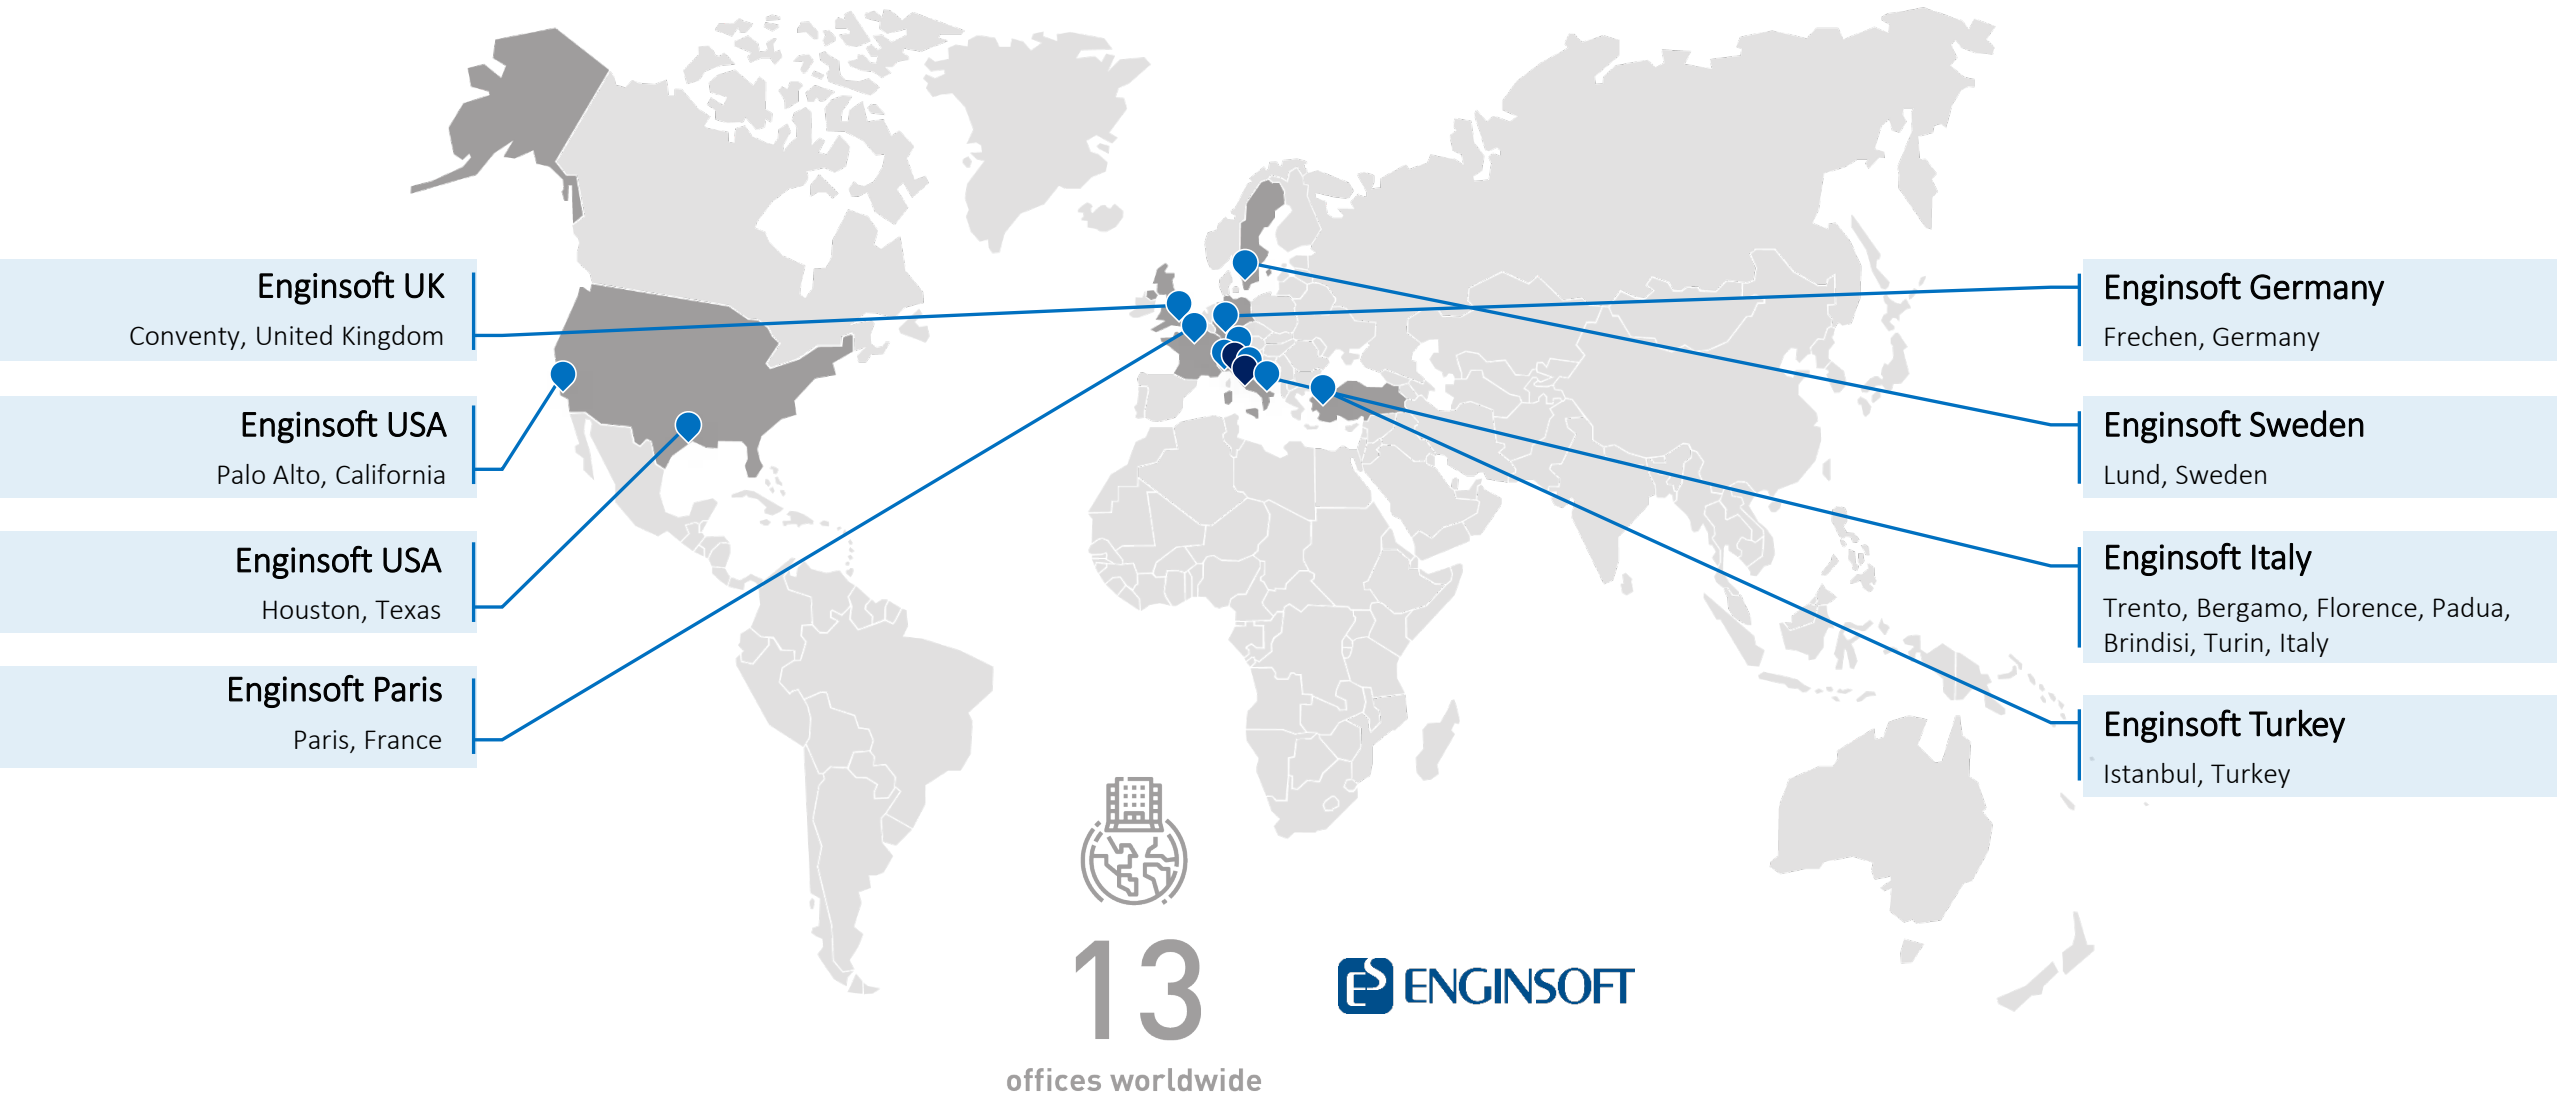 Enginsoft UK
Conventy, United Kingdom
Enginsoft USA
Palo Alto, California
Enginsoft USA
Houston, Texas
Enginsoft Paris
Paris, France
Enginsoft Germany
Frechen, Germany
Enginsoft Sweden
Lund, Sweden
Enginsoft Italy
Trento, Bergamo, Florence, Padua,
Brindisi, Turin, Italy
Enginsoft Turkey
Istanbul, Turkey
13
offices worldwide
ES ENGINSOFT